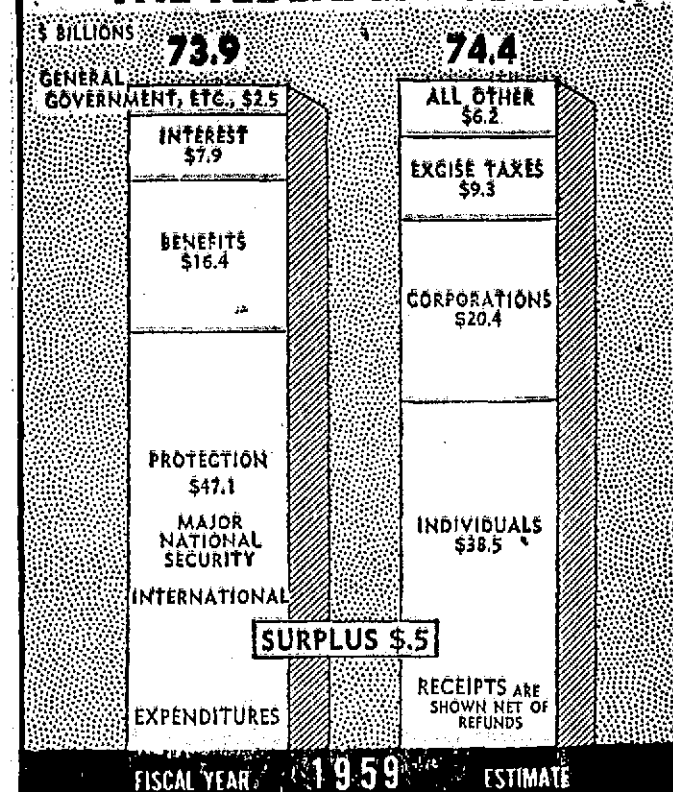 $ BILLIONS
73.9
GENERAL
GOVERNMENT, ETC., $2.5
INTEREST
$7.9
BENEFITS
$16.4
PROTECTION
$47.1
MAJOR
NATIONAL
SECURITY
INTERNATIONAL
EXPENDITURES
74.4
ALL OTHER
$6.2
EXCISE TAXES
$9.3
CORPORATIONS
$20.4
INDIVIDUALS
$38.5
SURPLUS $.5
RECEIPTS ARE
SHOWN NET OF
REFUNDS
FISCAL YEAR 1959 ESTIMATE